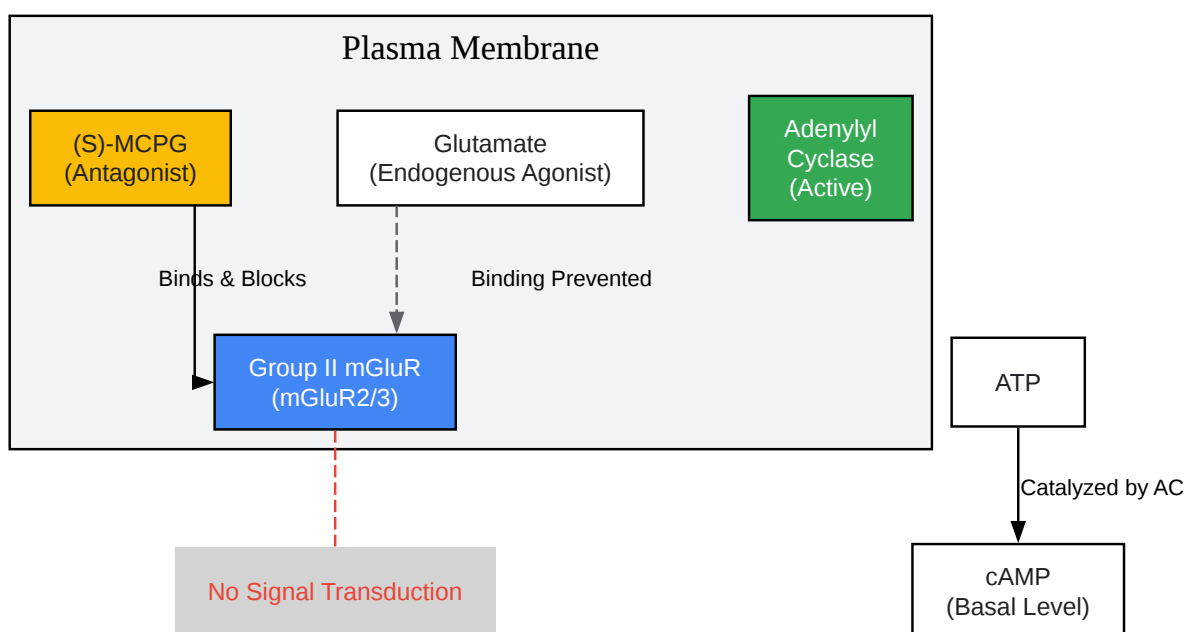 Plasma Membrane
(S)-MCPG
(Antagonist)
Glutamate
(Endogenous Agonist)
Adenylyl
Cyclase
(Active)
Binds & Blocks
Binding Prevented
Group II mGluR
(mGluR2/3)
ATP
Catalyzed by AC
No Signal Transduction
cAMP
(Basal Level)